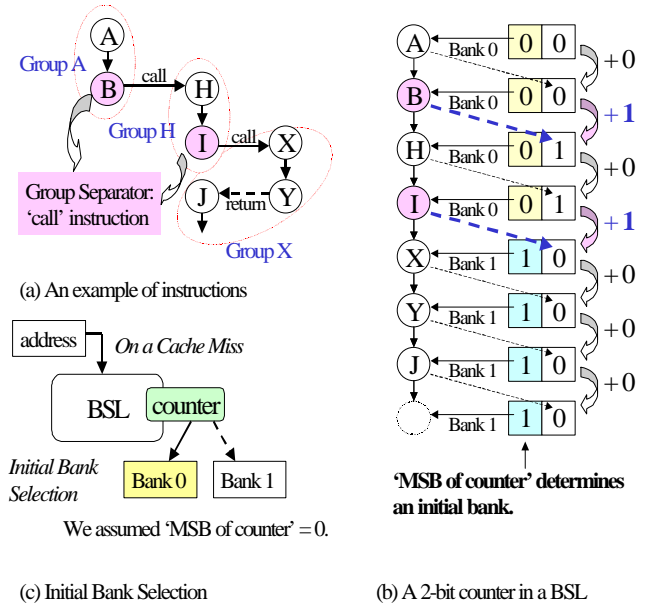 A
Group A
call
B
H
Group H
I
call
X
Group Separator:
'call' instruction
J
return
Y
Group X
(a) An example of instructions
address
On a Cache Miss
BSL
counter
Initial Bank
Selection
Bank 0
Bank 1
We assumed 'MSB of counter' = 0.
(c) Initial Bank Selection
A
Bank 0
0 0
+0
B
Bank 0
0 0
+1
H
Bank 0
0 1
+0
I
Bank 0
0 1
+1
X
Bank 1
1 0
+0
Y
Bank 1
1 0
+0
J
Bank 1
1 0
+0
Bank 1
1 0
'MSB of counter' determines
an initial bank.
(b) A 2-bit counter in a BSL